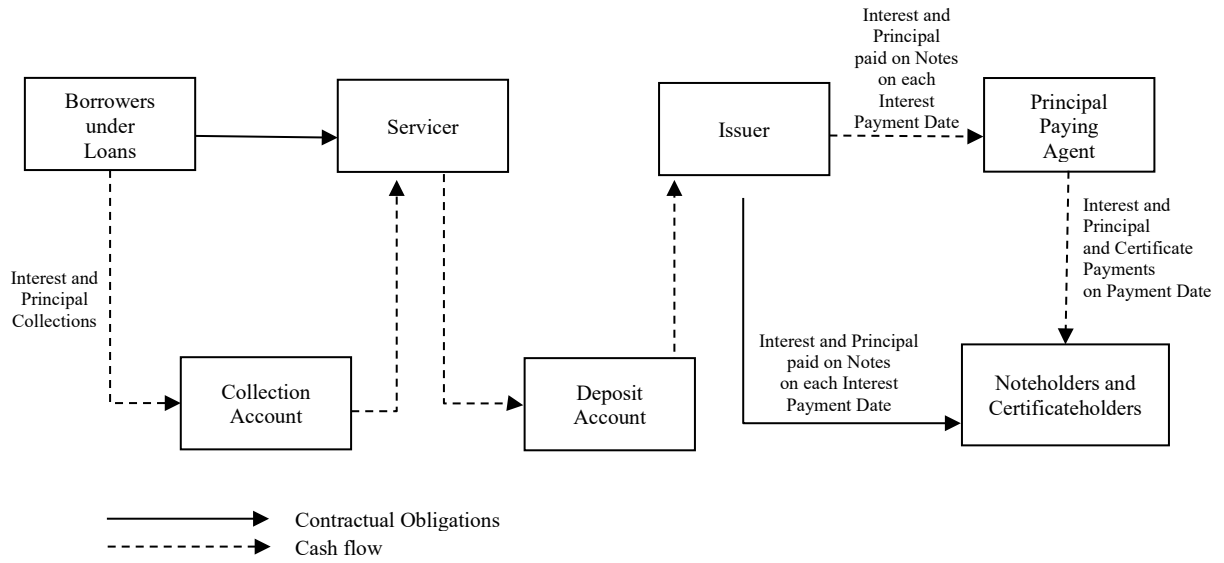 Borrowers
under
Loans
Servicer
Issuer
Interest and
Principal
paid on Notes
on each
Interest
Payment Date
Principal
Paying
Agent
Interest and
Principal
Collections
Interest and
Principal
and Certificate
Payments
on Payment Date
Collection
Account
Deposit
Account
Interest and Principal
paid on Notes
on each Interest
Payment Date
Noteholders and
Certificateholders
Contractual Obligations
Cash flow